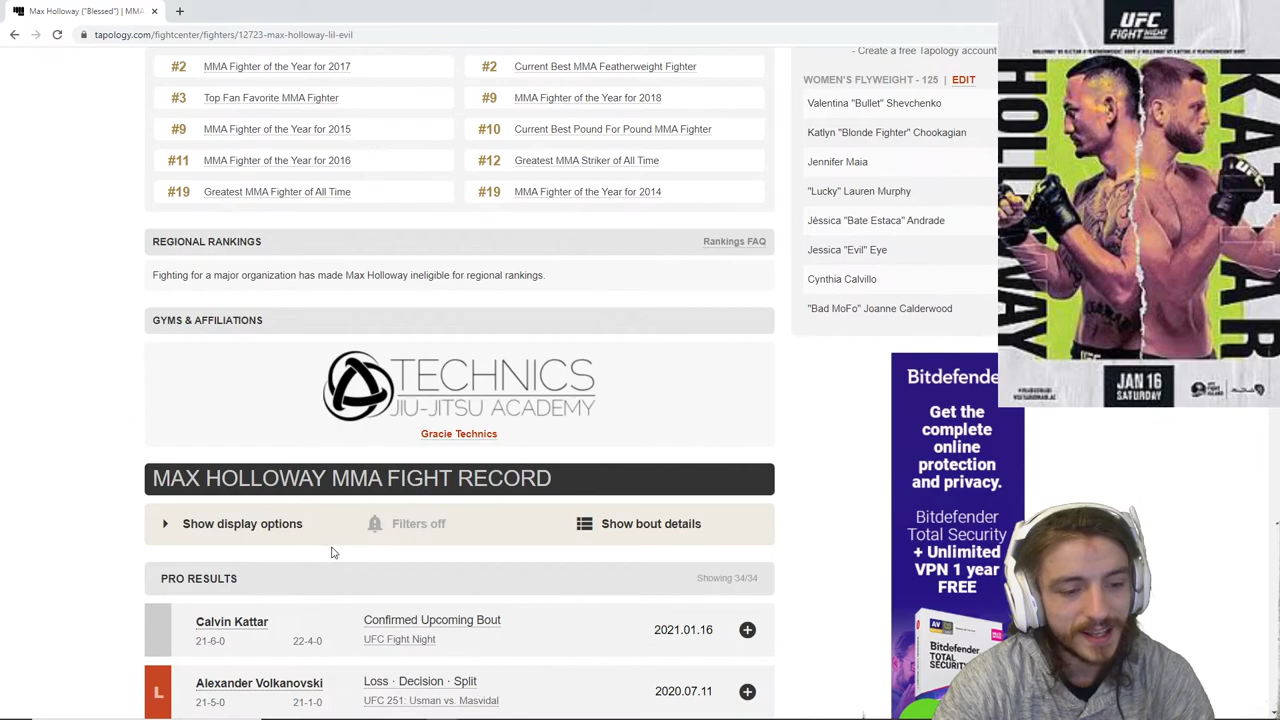 Max Holloway ("Blessed") | MMA
tapology.com/fightcenter/fighters/12723-max-holloway-lil-evil
#2 MMA Fighter of the Year for
Best MMA
#3 Top Fan Favorite MMA
#9 MMA Fighter of the Year for 2018
#9 MMA Fighter of the Year for 2015
#10 Current Best Pound For Pound MMA Fighter
#11 MMA Fighter of the Year for
#12 Greatest MMA Striker of All Time
#19 Greatest MMA Fighter of All Time
#19 Fighter of the Year for 2014
REGIONAL RANKINGS
Rankings FAQ
Fighting for a major organization has made Max Holloway ineligible for regional rankings.
GYMS & AFFILIATIONS
TECHNICS
JIU-JITSU ACADEMY
Gracie Technics
MAX HOLLOWAY MMA FIGHT RECORD
Show display options
Filters off
Show bout details
PRO RESULTS
Showing 34/34
Calvin Kattar
Confirmed Upcoming Bout
2021.01.16
21-6-0
4-0
UFC Fight Night
L
Alexander Volkanovski
Loss · Decision · Split
2020.07.11
21-5-0
21-1-0
UFC 251: Usman vs. Masvidal
Create a free Tapology account
WOMEN'S FLYWEIGHT - 125 | EDIT
Valentina "Bullet" Shevchenko
Katlyn "Blonde Fighter" Chookagian
Jennifer Maia
"Lucky" Lauren Murphy
Jéssica "Bate Estaca" Andrade
Jessica "Evil" Eye
Cynthia Calvillo
"Bad MoFo" Joanne Calderwood
Bitdefende
Get the
complete
online
protection
and privacy.
Bitdefender
Total Security
+ Unlimited
VPN 1 year
FREE
Bitdefender
TOTAL
SECURITY
UFC
FIGHT NIGHT
HOLLOWAY
KATTAR
UFC
JAN 16
SATURDAY